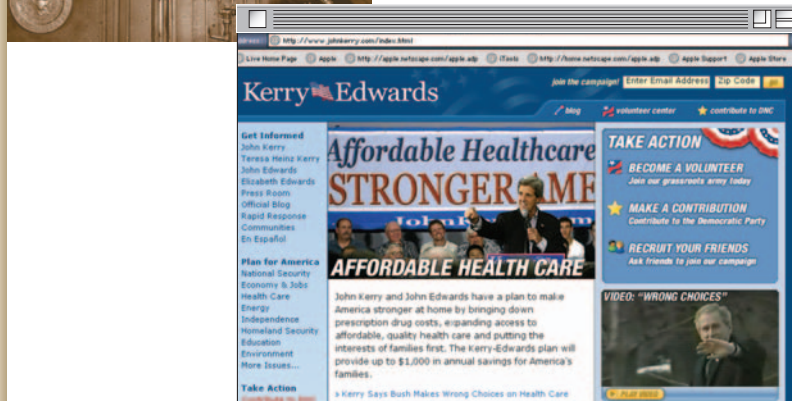 http://www.johnkerry.com/index.html
Live Home Page Apple http://apple.netscape.com/apple.adp iTools http://home.netscape.com/apple.adp Apple Support Apple Store
join the campaign! Enter Email Address Zip Code go
Kerry Edwards
blog volunteer center contribute to DNC
Get Informed
John Kerry
Teresa Heinz Kerry
John Edwards
Elizabeth Edwards
Press Room
Official Blog
Rapid Response
Communities
En Español
Plan for America
National Security
Economy & Jobs
Health Care
Energy
Independence
Homeland Security
Education
Environment
More Issues...
Take Action
Contribute to DNC
Affordable Healthcare
STRONGER AME
AFFORDABLE HEALTH CARE
John Kerry and John Edwards have a plan to make
America stronger at home by bringing down
prescription drug costs, expanding access to
affordable, quality health care and putting the
interests of families first. The Kerry-Edwards plan will
provide up to $1,000 in annual savings for America's
families.
» Kerry Says Bush Makes Wrong Choices on Health Care
TAKE ACTION
BECOME A VOLUNTEER
Join our grassroots army today
MAKE A CONTRIBUTION
Contribute to the Democratic Party
RECRUIT YOUR FRIENDS
Ask friends to join our campaign
VIDEO: "WRONG CHOICES"
PLAY VIDEO